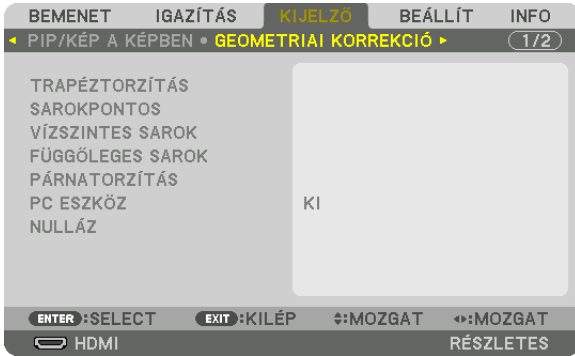 BEMENET IGAZÍTÁS KIJELZŐ BEÁLLÍT INFO
PIP/KÉP A KÉPBEN • GEOMETRIAI KORREKCIÓ 1/2
TRAPÉZTORZÍTÁS
SAROKPONTOS
VÍZSZINTES SAROK
FÜGGŐLEGES SAROK
PÁRNATORZÍTÁS
PC ESZKÖZ KI
NULLÁZ
ENTER :SELECT EXIT :KILÉP :MOZGAT :MOZGAT
HDMI RÉSZLETES